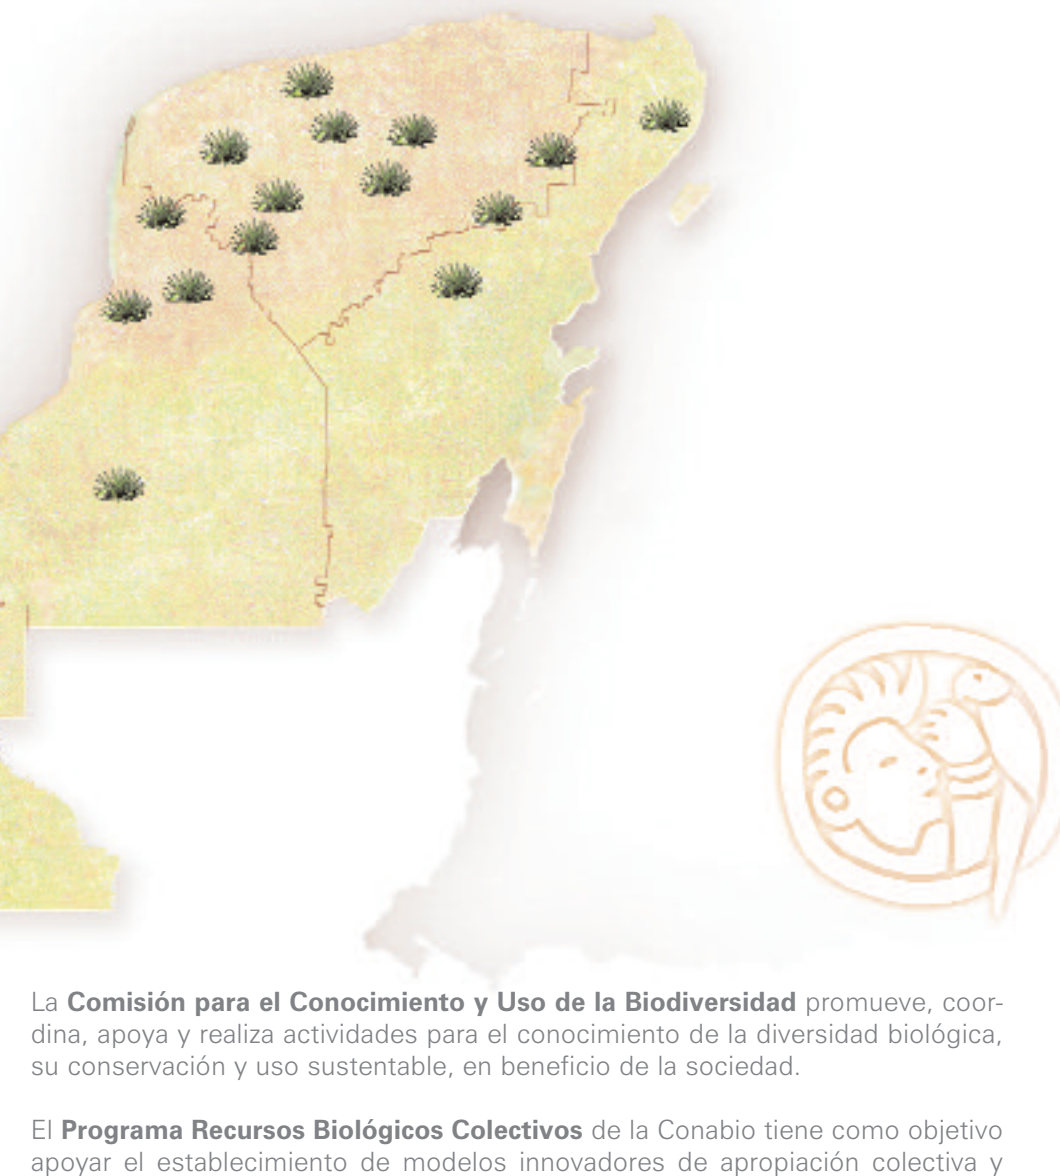 La Comisión para el Conocimiento y Uso de la Biodiversidad promueve, coor-
dina, apoya y realiza actividades para el conocimiento de la diversidad biológica,
su conservación y uso sustentable, en beneficio de la sociedad.
El Programa Recursos Biológicos Colectivos de la Conabio tiene como objetivo
apoyar el establecimiento de modelos innovadores de apropiación colectiva y